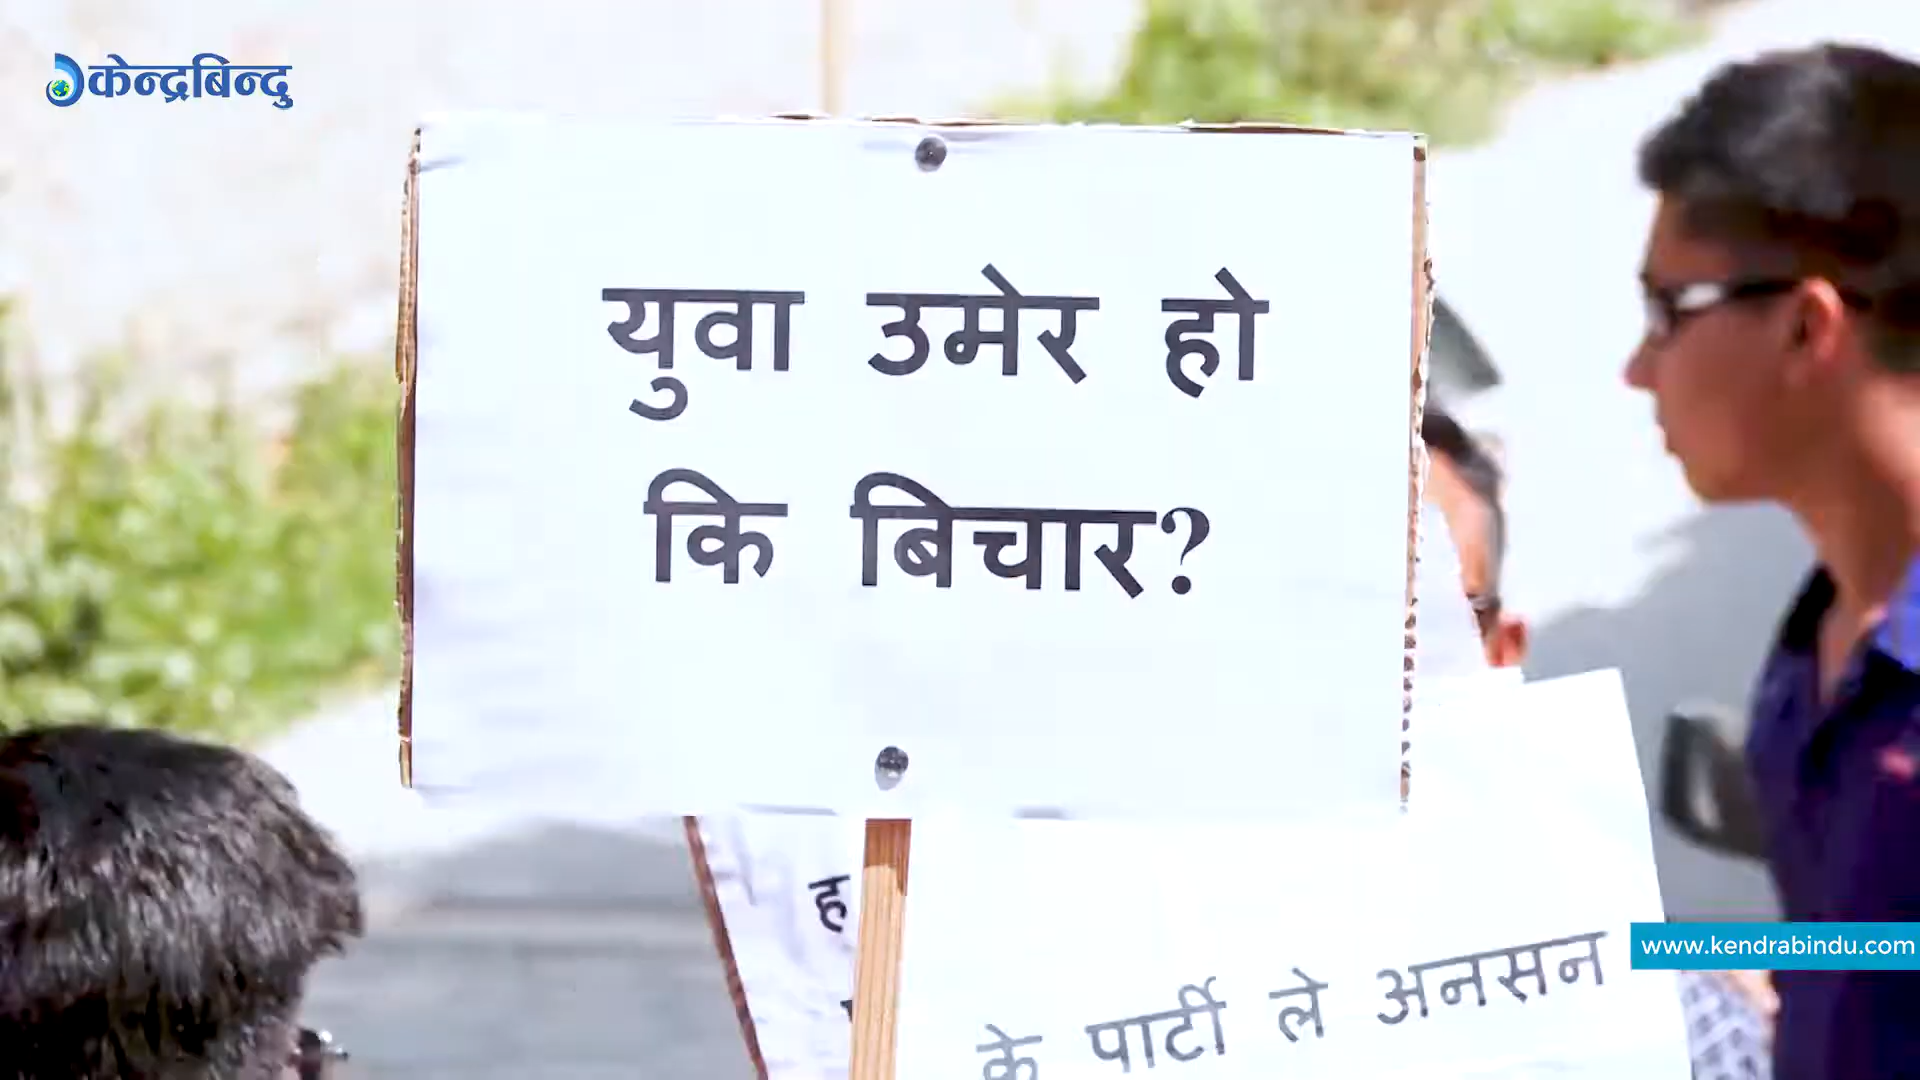 केन्द्रबिन्दु
युवा उमेर हो
कि बिचार?
के पार्टी ले अनसन
www.kendrabindu.com